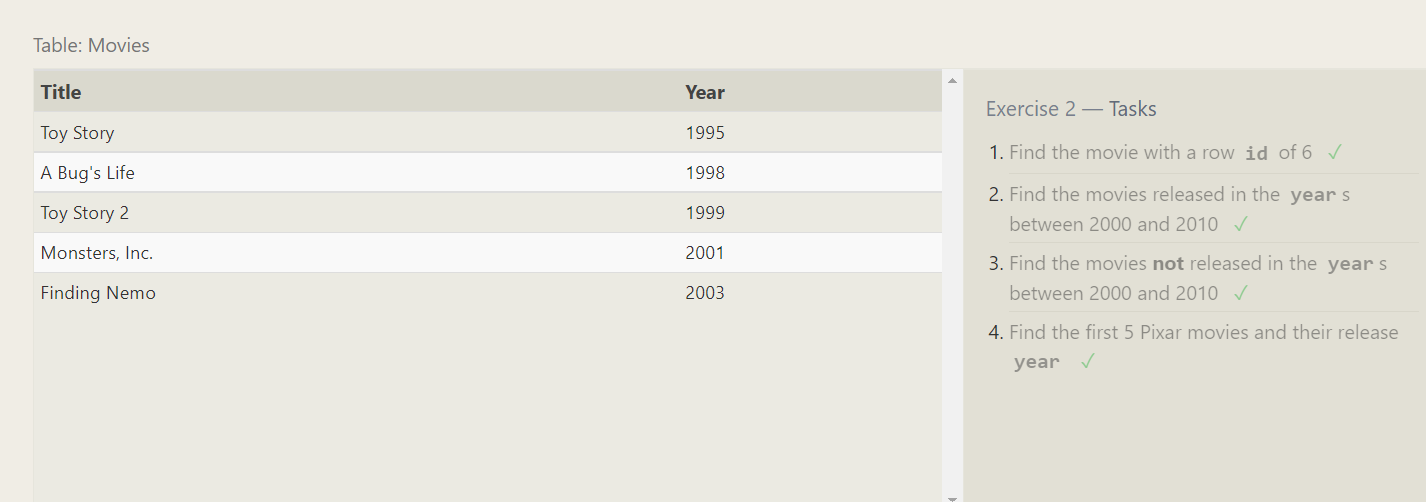 Table: Movies
Title Year
Toy Story 1995
A Bug's Life 1998
Toy Story 2 1999
Monsters, Inc. 2001
Finding Nemo 2003
Exercise 2 — Tasks
1. Find the movie with a row id of 6 ✓
2. Find the movies released in the year s
between 2000 and 2010 ✓
3. Find the movies not released in the year s
between 2000 and 2010 ✓
4. Find the first 5 Pixar movies and their release
year ✓